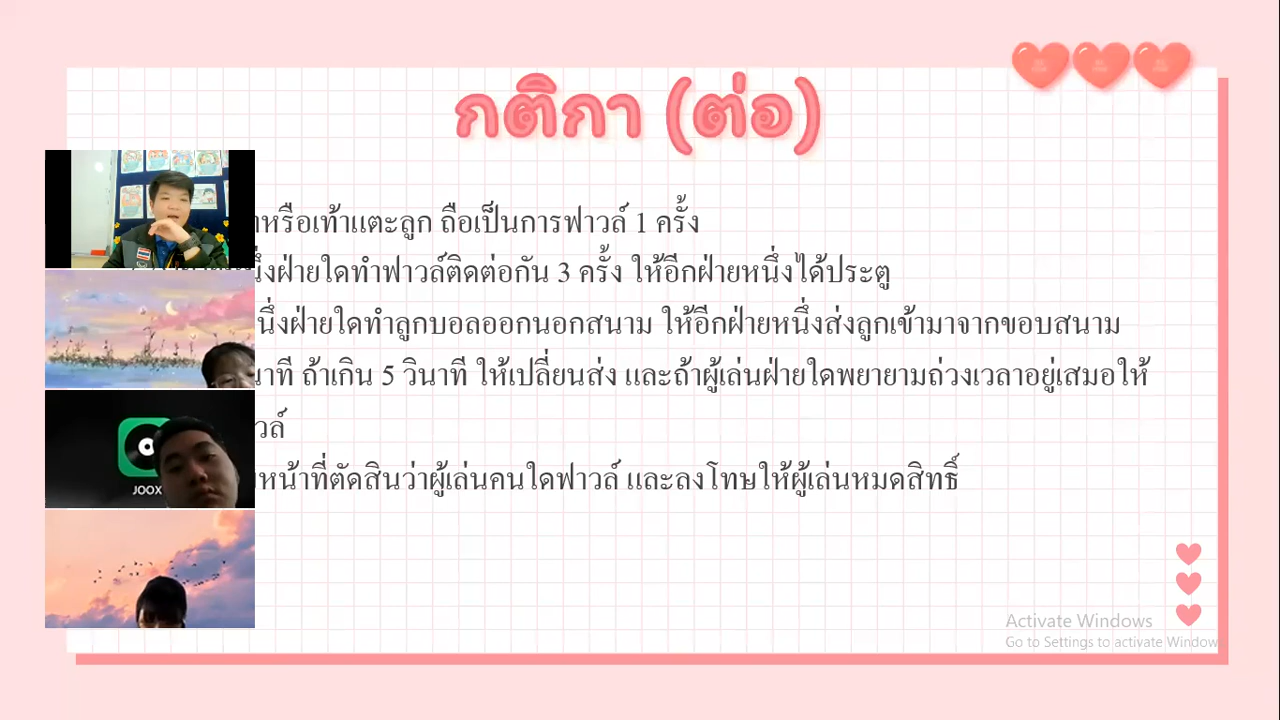 กติกา (ต่อ)
หรือเท้าแตะลูก ถือเป็นการฟาวล์ 1 ครั้ง
ฝ่ายใดทำฟาวล์ติดต่อกัน 3 ครั้ง ให้อีกฝ่ายหนึ่งได้ประตู
นึ่งฝ่ายใดทำลูกบอลออกนอกสนาม ให้อีกฝ่ายหนึ่งส่งลูกเข้ามาจากขอบสนาม
นาที ถ้าเกิน 5 วินาที ให้เปลี่ยนส่ง และถ้าผู้เล่นฝ่ายใดพยายามถ่วงเวลาอยู่เสมอให้
วล์
หน้าที่ตัดสินว่าผู้เล่นคนใดฟาวล์ และลงโทษให้ผู้เล่นหมดสิทธิ์
JOOX
Activate Windows
Go to Settings to activate Window